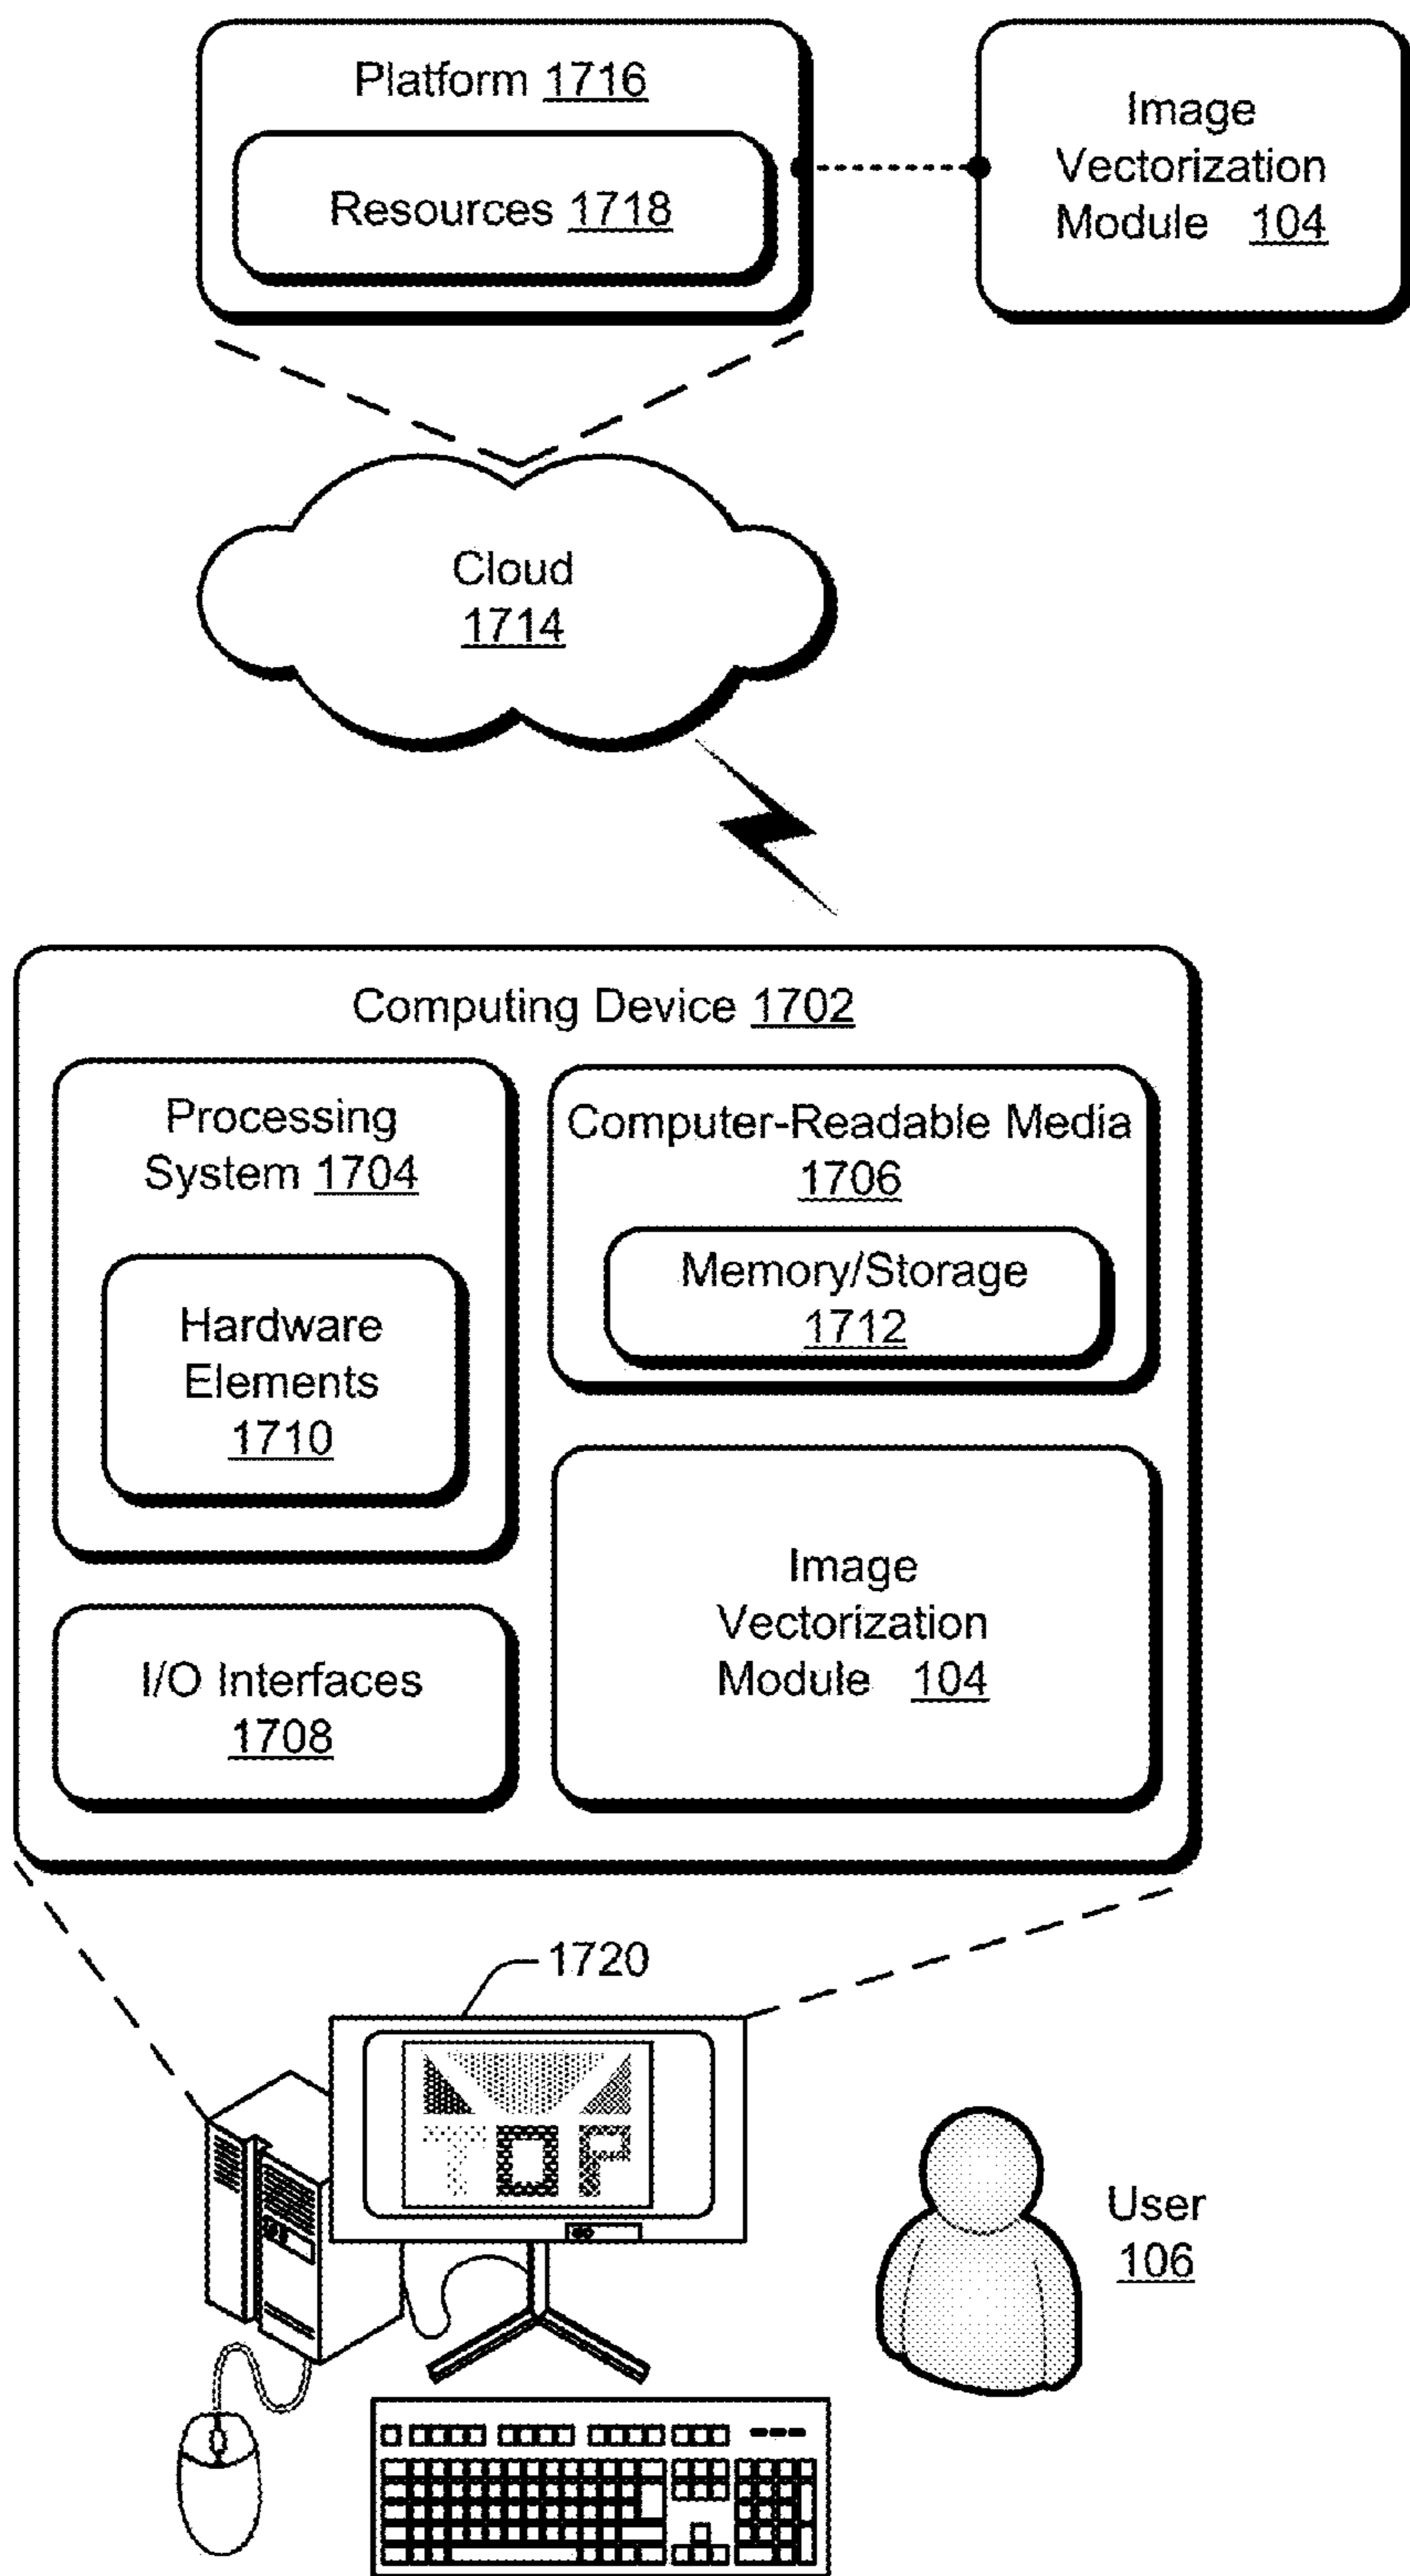 Platform 1716
Resources 1718
Image
Vectorization
Module 104
Cloud
1714
Computing Device 1702
Processing
System 1704
Hardware
Elements
1710
Computer-Readable Media
1706
Memory/Storage
1712
I/O Interfaces
1708
Image
Vectorization
Module 104
1720
TOP
User
106